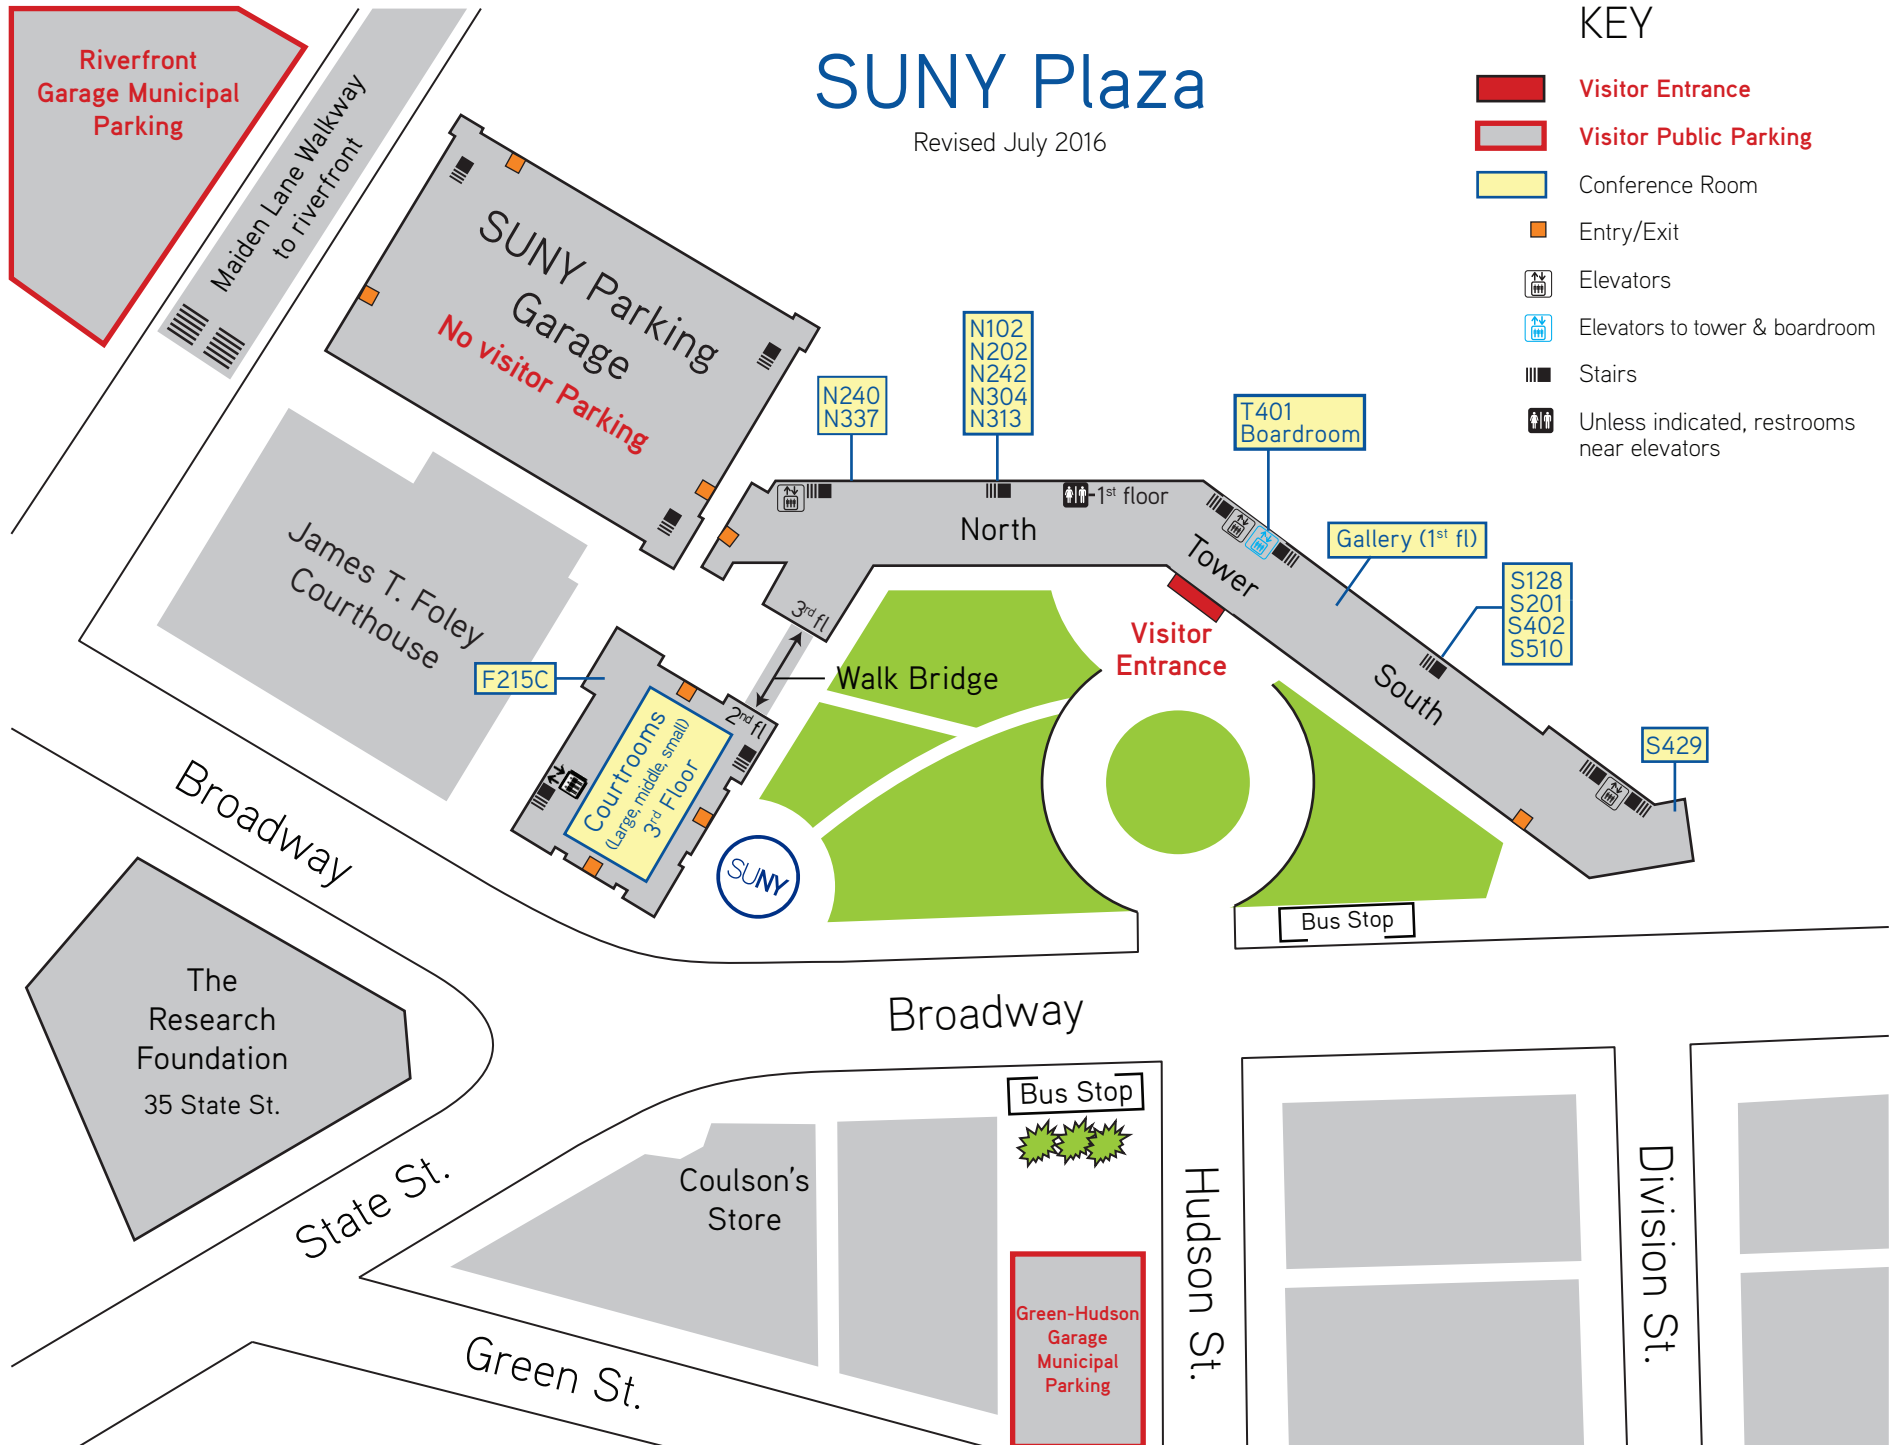 SUNY Plaza
Revised July 2016
KEY
Visitor Entrance
Visitor Public Parking
Conference Room
Entry/Exit
Elevators
Elevators to tower & boardroom
Stairs
Unless indicated, restrooms
near elevators
Riverfront
Garage Municipal
Parking
Maiden Lane Walkway
to riverfront
SUNY Parking
Garage
No visitor Parking
N240
N337
N102
N202
N242
N304
N313
T401
Boardroom
Gallery (1st fl)
S128
S201
S402
S510
S429
1st floor
North
Tower
South
James T. Foley
Courthouse
3rd fl
Walk Bridge
2nd fl
F215C
Courtrooms
(Large, middle, small)
3rd Floor
Visitor
Entrance
SUNY
Bus Stop
Broadway
Broadway
The
Research
Foundation
35 State St.
State St.
Coulson's
Store
Bus Stop
Green-Hudson
Garage
Municipal
Parking
Hudson St.
Division St.
Green St.